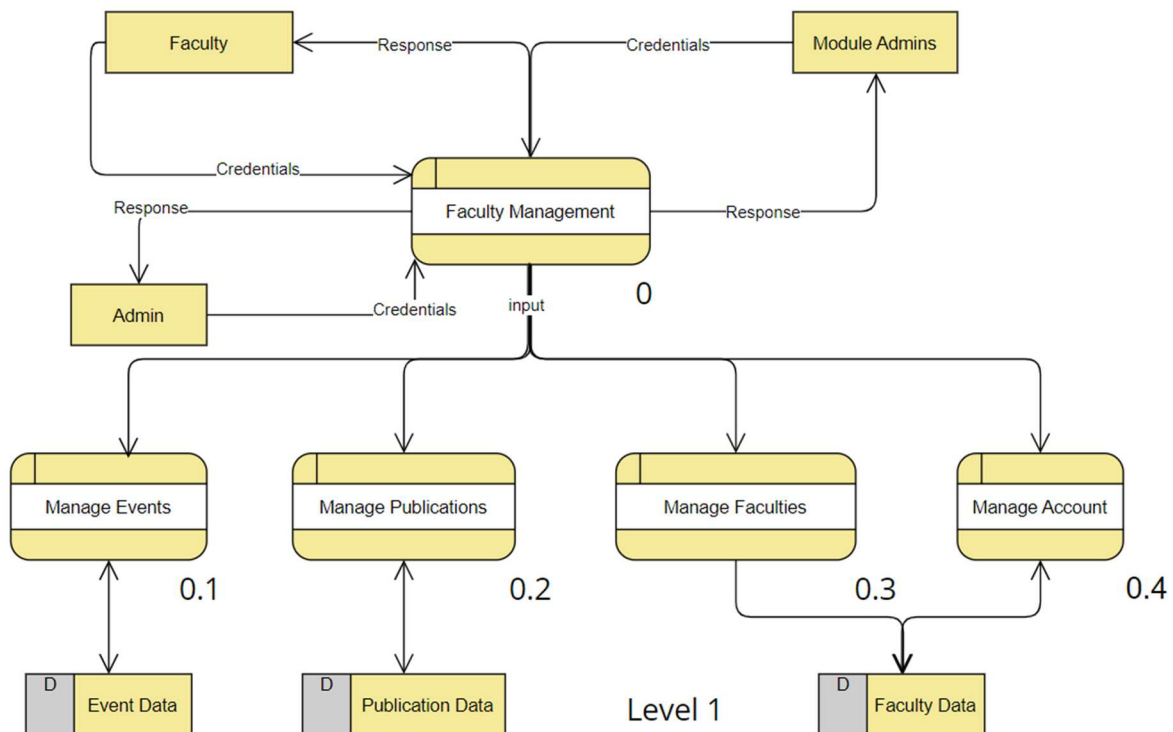 Faculty
Response
Credentials
Module Admins
Credentials
Response
Faculty Management
Response
0
Admin
Credentials
input
Manage Events
Manage Publications
Manage Faculties
Manage Account
0.1
0.2
0.3
0.4
D
Event Data
D
Publication Data
Level 1
D
Faculty Data